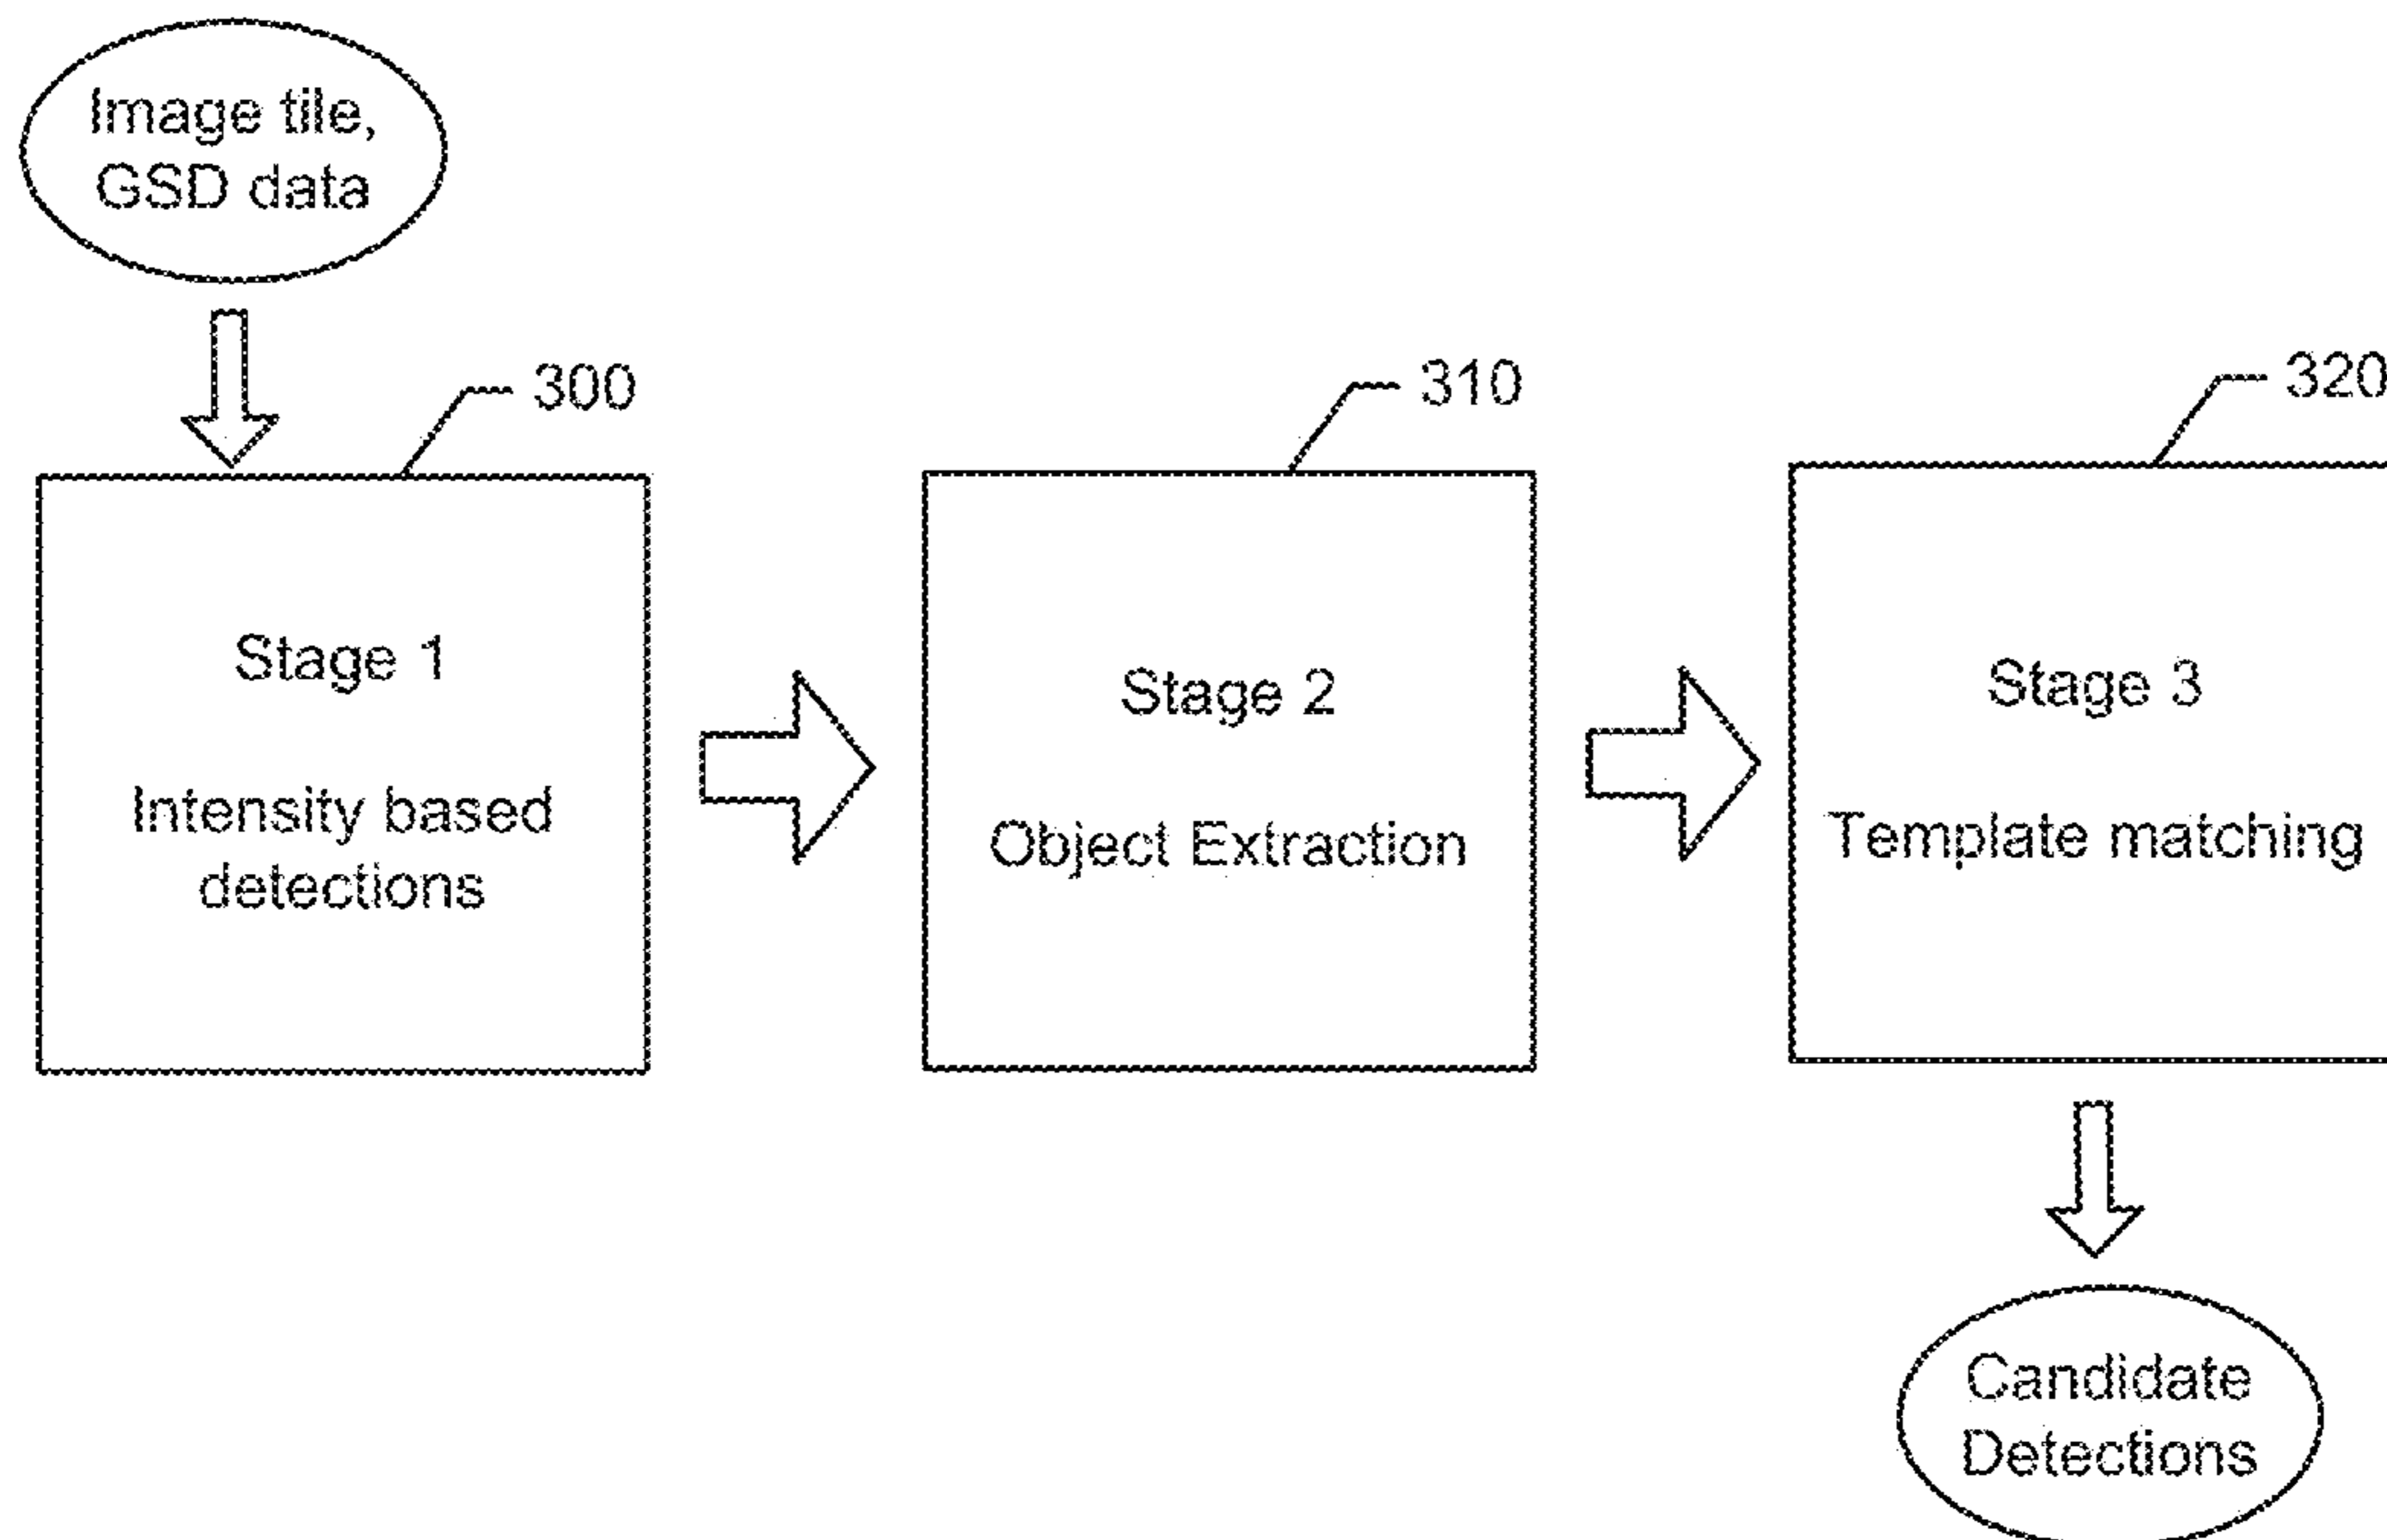 Image tile,
GSD data
300
310
320
Stage 1
Intensity based
detections
Stage 2
Object Extraction
Stage 3
Template matching
Candidate
Detections